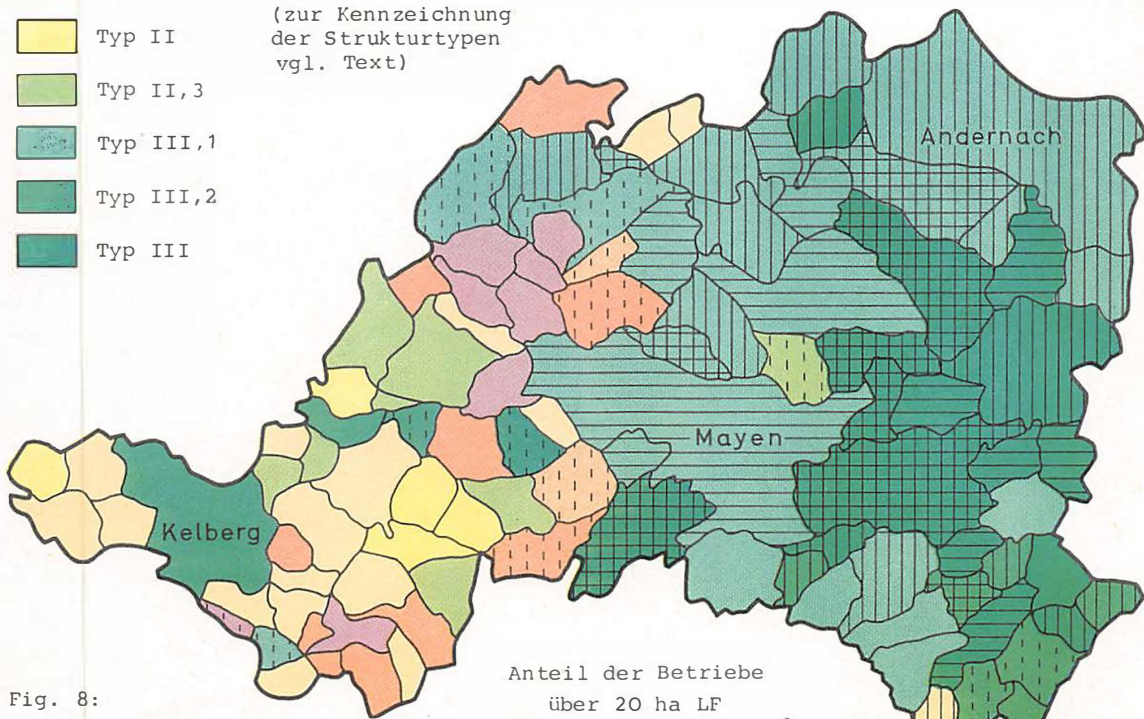 Typ II
Typ II,3
Typ III,1
Typ III,2
Typ III
(zur Kennzeichnung
der Strukturtypen
vgl. Text)
Andernach
Mayen
Kelberg
Anteil der Betriebe
über 20 ha LF
Fig. 8: